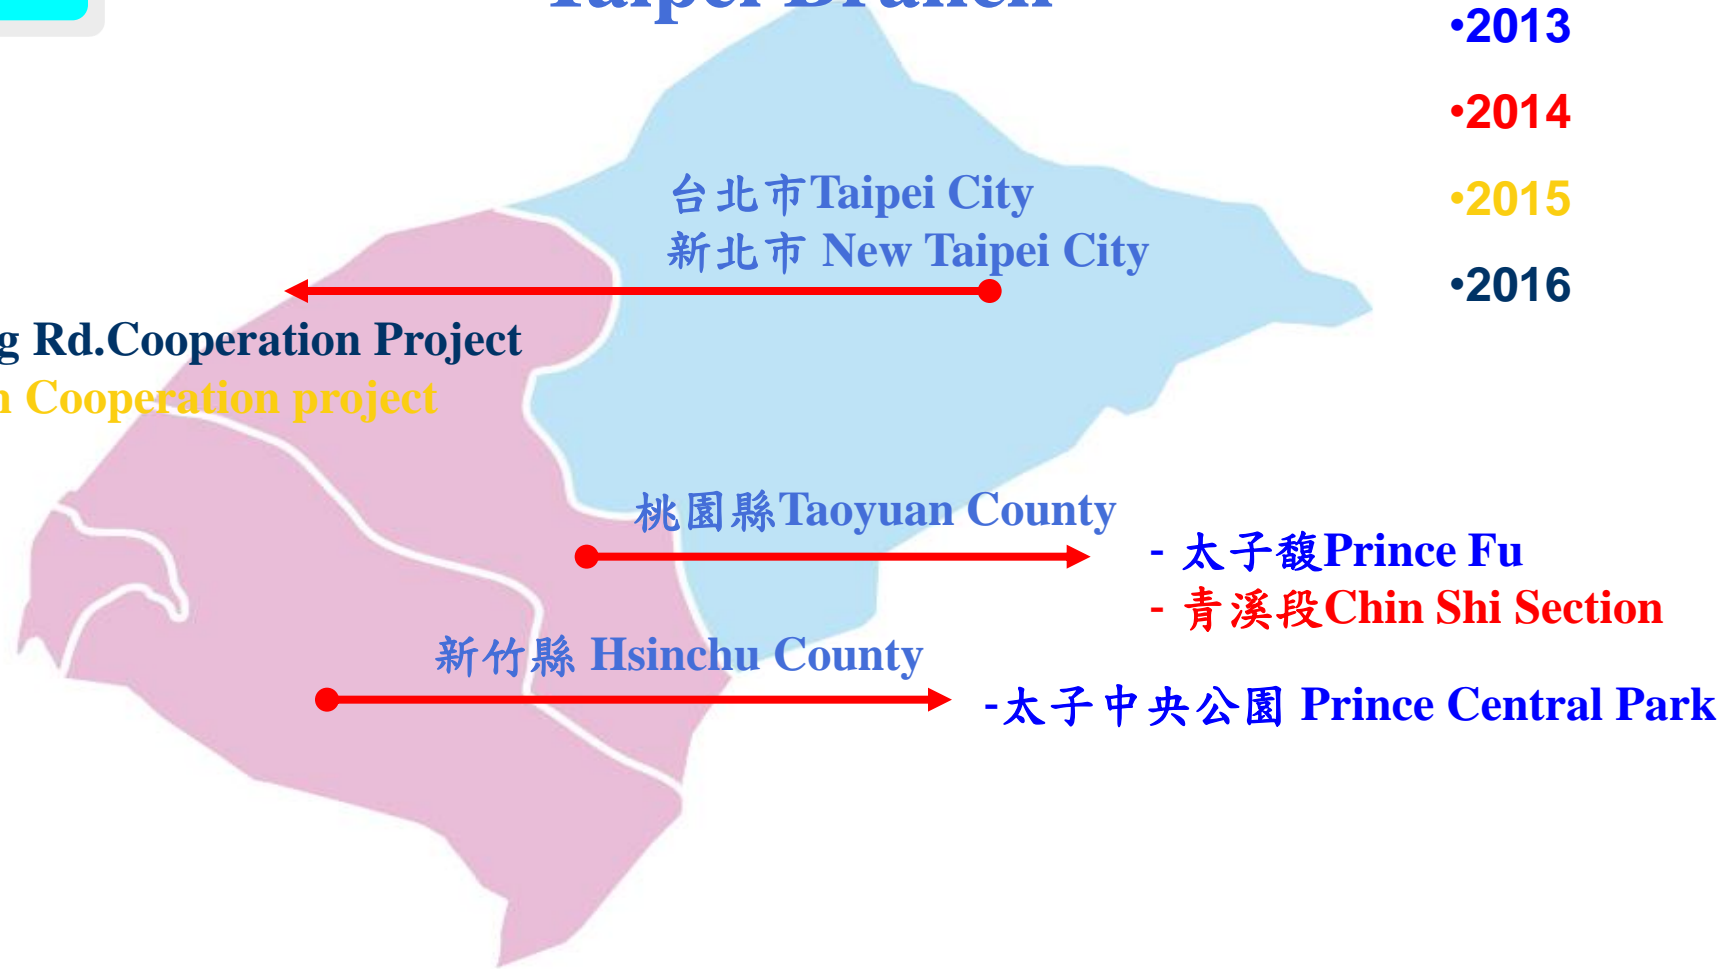 Taipei Branch
•2013
•2014
•2015
•2016
台北市Taipei City
新北市 New Taipei City
Rd.Cooperation Project
Cooperation project
桃園縣Taoyuan County
- 太子馥Prince Fu
- 青溪段Chin Shi Section
新竹縣 Hsinchu County
-太子中央公園 Prince Central Park